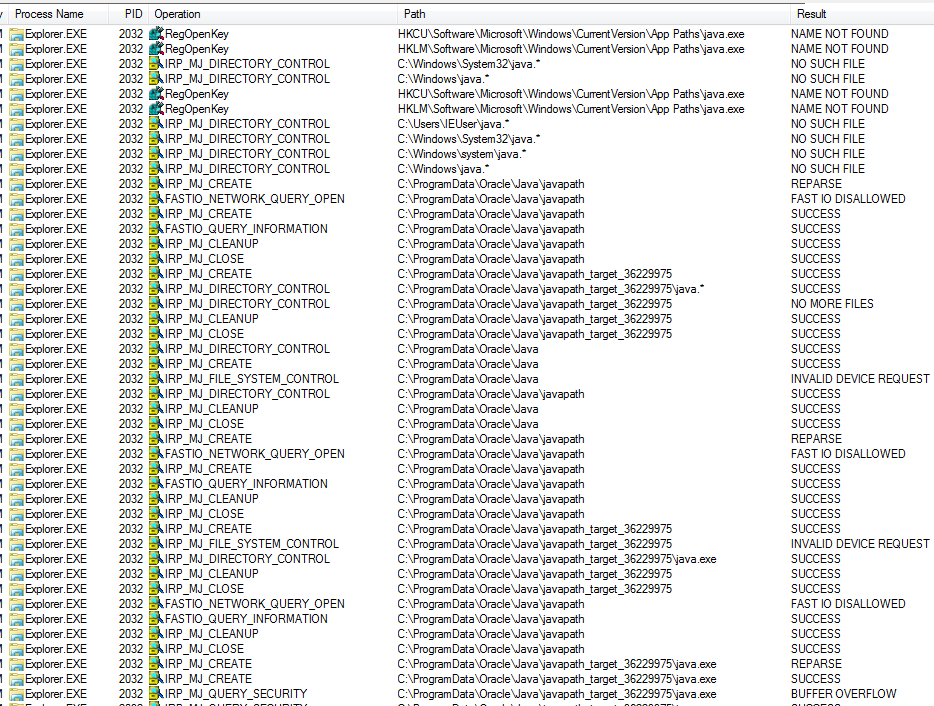 Process Name PID Operation Path Result
Explorer.EXE 2032 RegOpenKey HKCU\Software\Microsoft\Windows\CurrentVersion\App Paths\java.exe NAME NOT FOUND
Explorer.EXE 2032 RegOpenKey HKLM\Software\Microsoft\Windows\CurrentVersion\App Paths\java.exe NAME NOT FOUND
Explorer.EXE 2032 IRP_MJ_DIRECTORY_CONTROL C:\Windows\System32\java.* NO SUCH FILE
Explorer.EXE 2032 IRP_MJ_DIRECTORY_CONTROL C:\Windows\java.* NO SUCH FILE
Explorer.EXE 2032 RegOpenKey HKCU\Software\Microsoft\Windows\CurrentVersion\App Paths\java.exe NAME NOT FOUND
Explorer.EXE 2032 RegOpenKey HKLM\Software\Microsoft\Windows\CurrentVersion\App Paths\java.exe NAME NOT FOUND
Explorer.EXE 2032 IRP_MJ_DIRECTORY_CONTROL C:\Users\IEUser\java.* NO SUCH FILE
Explorer.EXE 2032 IRP_MJ_DIRECTORY_CONTROL C:\Windows\System32\java.* NO SUCH FILE
Explorer.EXE 2032 IRP_MJ_DIRECTORY_CONTROL C:\Windows\system\java.* NO SUCH FILE
Explorer.EXE 2032 IRP_MJ_DIRECTORY_CONTROL C:\Windows\java.* NO SUCH FILE
Explorer.EXE 2032 IRP_MJ_CREATE C:\ProgramData\Oracle\Java\javapath REPARSE
Explorer.EXE 2032 FASTIO_NETWORK_QUERY_OPEN C:\ProgramData\Oracle\Java\javapath FAST IO DISALLOWED
Explorer.EXE 2032 IRP_MJ_CREATE C:\ProgramData\Oracle\Java\javapath SUCCESS
Explorer.EXE 2032 FASTIO_QUERY_INFORMATION C:\ProgramData\Oracle\Java\javapath SUCCESS
Explorer.EXE 2032 IRP_MJ_CLEANUP C:\ProgramData\Oracle\Java\javapath SUCCESS
Explorer.EXE 2032 IRP_MJ_CLOSE C:\ProgramData\Oracle\Java\javapath SUCCESS
Explorer.EXE 2032 IRP_MJ_CREATE C:\ProgramData\Oracle\Java\javapath_target_36229975 SUCCESS
Explorer.EXE 2032 IRP_MJ_DIRECTORY_CONTROL C:\ProgramData\Oracle\Java\javapath_target_36229975\java.* SUCCESS
Explorer.EXE 2032 IRP_MJ_DIRECTORY_CONTROL C:\ProgramData\Oracle\Java\javapath_target_36229975 NO MORE FILES
Explorer.EXE 2032 IRP_MJ_CLEANUP C:\ProgramData\Oracle\Java\javapath_target_36229975 SUCCESS
Explorer.EXE 2032 IRP_MJ_CLOSE C:\ProgramData\Oracle\Java\javapath_target_36229975 SUCCESS
Explorer.EXE 2032 IRP_MJ_DIRECTORY_CONTROL C:\ProgramData\Oracle\Java SUCCESS
Explorer.EXE 2032 IRP_MJ_CREATE C:\ProgramData\Oracle\Java SUCCESS
Explorer.EXE 2032 IRP_MJ_FILE_SYSTEM_CONTROL C:\ProgramData\Oracle\Java INVALID DEVICE REQUEST
Explorer.EXE 2032 IRP_MJ_DIRECTORY_CONTROL C:\ProgramData\Oracle\Java\javapath SUCCESS
Explorer.EXE 2032 IRP_MJ_CLEANUP C:\ProgramData\Oracle\Java SUCCESS
Explorer.EXE 2032 IRP_MJ_CLOSE C:\ProgramData\Oracle\Java SUCCESS
Explorer.EXE 2032 IRP_MJ_CREATE C:\ProgramData\Oracle\Java\javapath REPARSE
Explorer.EXE 2032 FASTIO_NETWORK_QUERY_OPEN C:\ProgramData\Oracle\Java\javapath FAST IO DISALLOWED
Explorer.EXE 2032 IRP_MJ_CREATE C:\ProgramData\Oracle\Java\javapath SUCCESS
Explorer.EXE 2032 FASTIO_QUERY_INFORMATION C:\ProgramData\Oracle\Java\javapath SUCCESS
Explorer.EXE 2032 IRP_MJ_CLEANUP C:\ProgramData\Oracle\Java\javapath SUCCESS
Explorer.EXE 2032 IRP_MJ_CLOSE C:\ProgramData\Oracle\Java\javapath SUCCESS
Explorer.EXE 2032 IRP_MJ_CREATE C:\ProgramData\Oracle\Java\javapath_target_36229975 SUCCESS
Explorer.EXE 2032 IRP_MJ_FILE_SYSTEM_CONTROL C:\ProgramData\Oracle\Java\javapath_target_36229975 INVALID DEVICE REQUEST
Explorer.EXE 2032 IRP_MJ_DIRECTORY_CONTROL C:\ProgramData\Oracle\Java\javapath_target_36229975\java.exe SUCCESS
Explorer.EXE 2032 IRP_MJ_CLEANUP C:\ProgramData\Oracle\Java\javapath_target_36229975 SUCCESS
Explorer.EXE 2032 IRP_MJ_CLOSE C:\ProgramData\Oracle\Java\javapath_target_36229975 SUCCESS
Explorer.EXE 2032 FASTIO_NETWORK_QUERY_OPEN C:\ProgramData\Oracle\Java\javapath FAST IO DISALLOWED
Explorer.EXE 2032 FASTIO_QUERY_INFORMATION C:\ProgramData\Oracle\Java\javapath SUCCESS
Explorer.EXE 2032 IRP_MJ_CLEANUP C:\ProgramData\Oracle\Java\javapath SUCCESS
Explorer.EXE 2032 IRP_MJ_CLOSE C:\ProgramData\Oracle\Java\javapath SUCCESS
Explorer.EXE 2032 IRP_MJ_CREATE C:\ProgramData\Oracle\Java\javapath_target_36229975\java.exe REPARSE
Explorer.EXE 2032 IRP_MJ_CREATE C:\ProgramData\Oracle\Java\javapath_target_36229975\java.exe SUCCESS
Explorer.EXE 2032 IRP_MJ_QUERY_SECURITY C:\ProgramData\Oracle\Java\javapath_target_36229975\java.exe BUFFER OVERFLOW